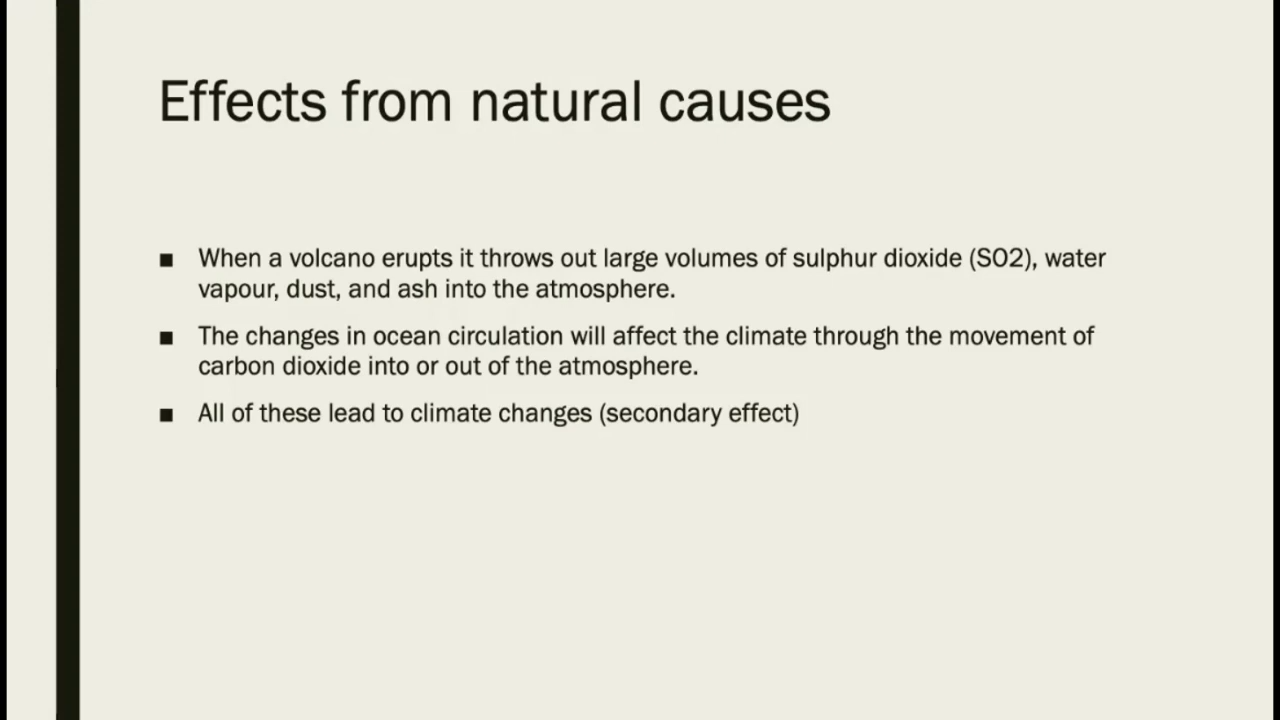 Effects from natural causes
■ When a volcano erupts it throws out large volumes of sulphur dioxide (SO2), water
vapour, dust, and ash into the atmosphere.
■ The changes in ocean circulation will affect the climate through the movement of
carbon dioxide into or out of the atmosphere.
■ All of these lead to climate changes (secondary effect)